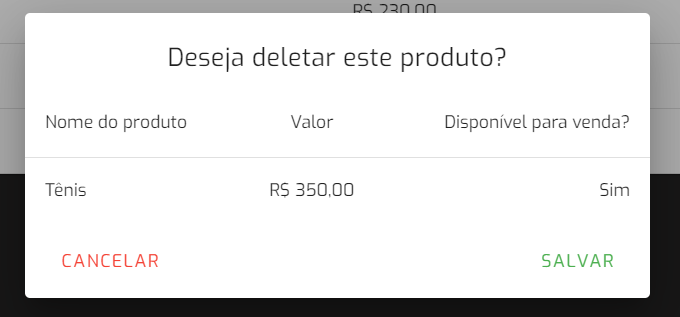 R$ 230,00
Deseja deletar este produto?
Nome do produto Valor Disponível para venda?
Tênis R$ 350,00 Sim
CANCELAR SALVAR